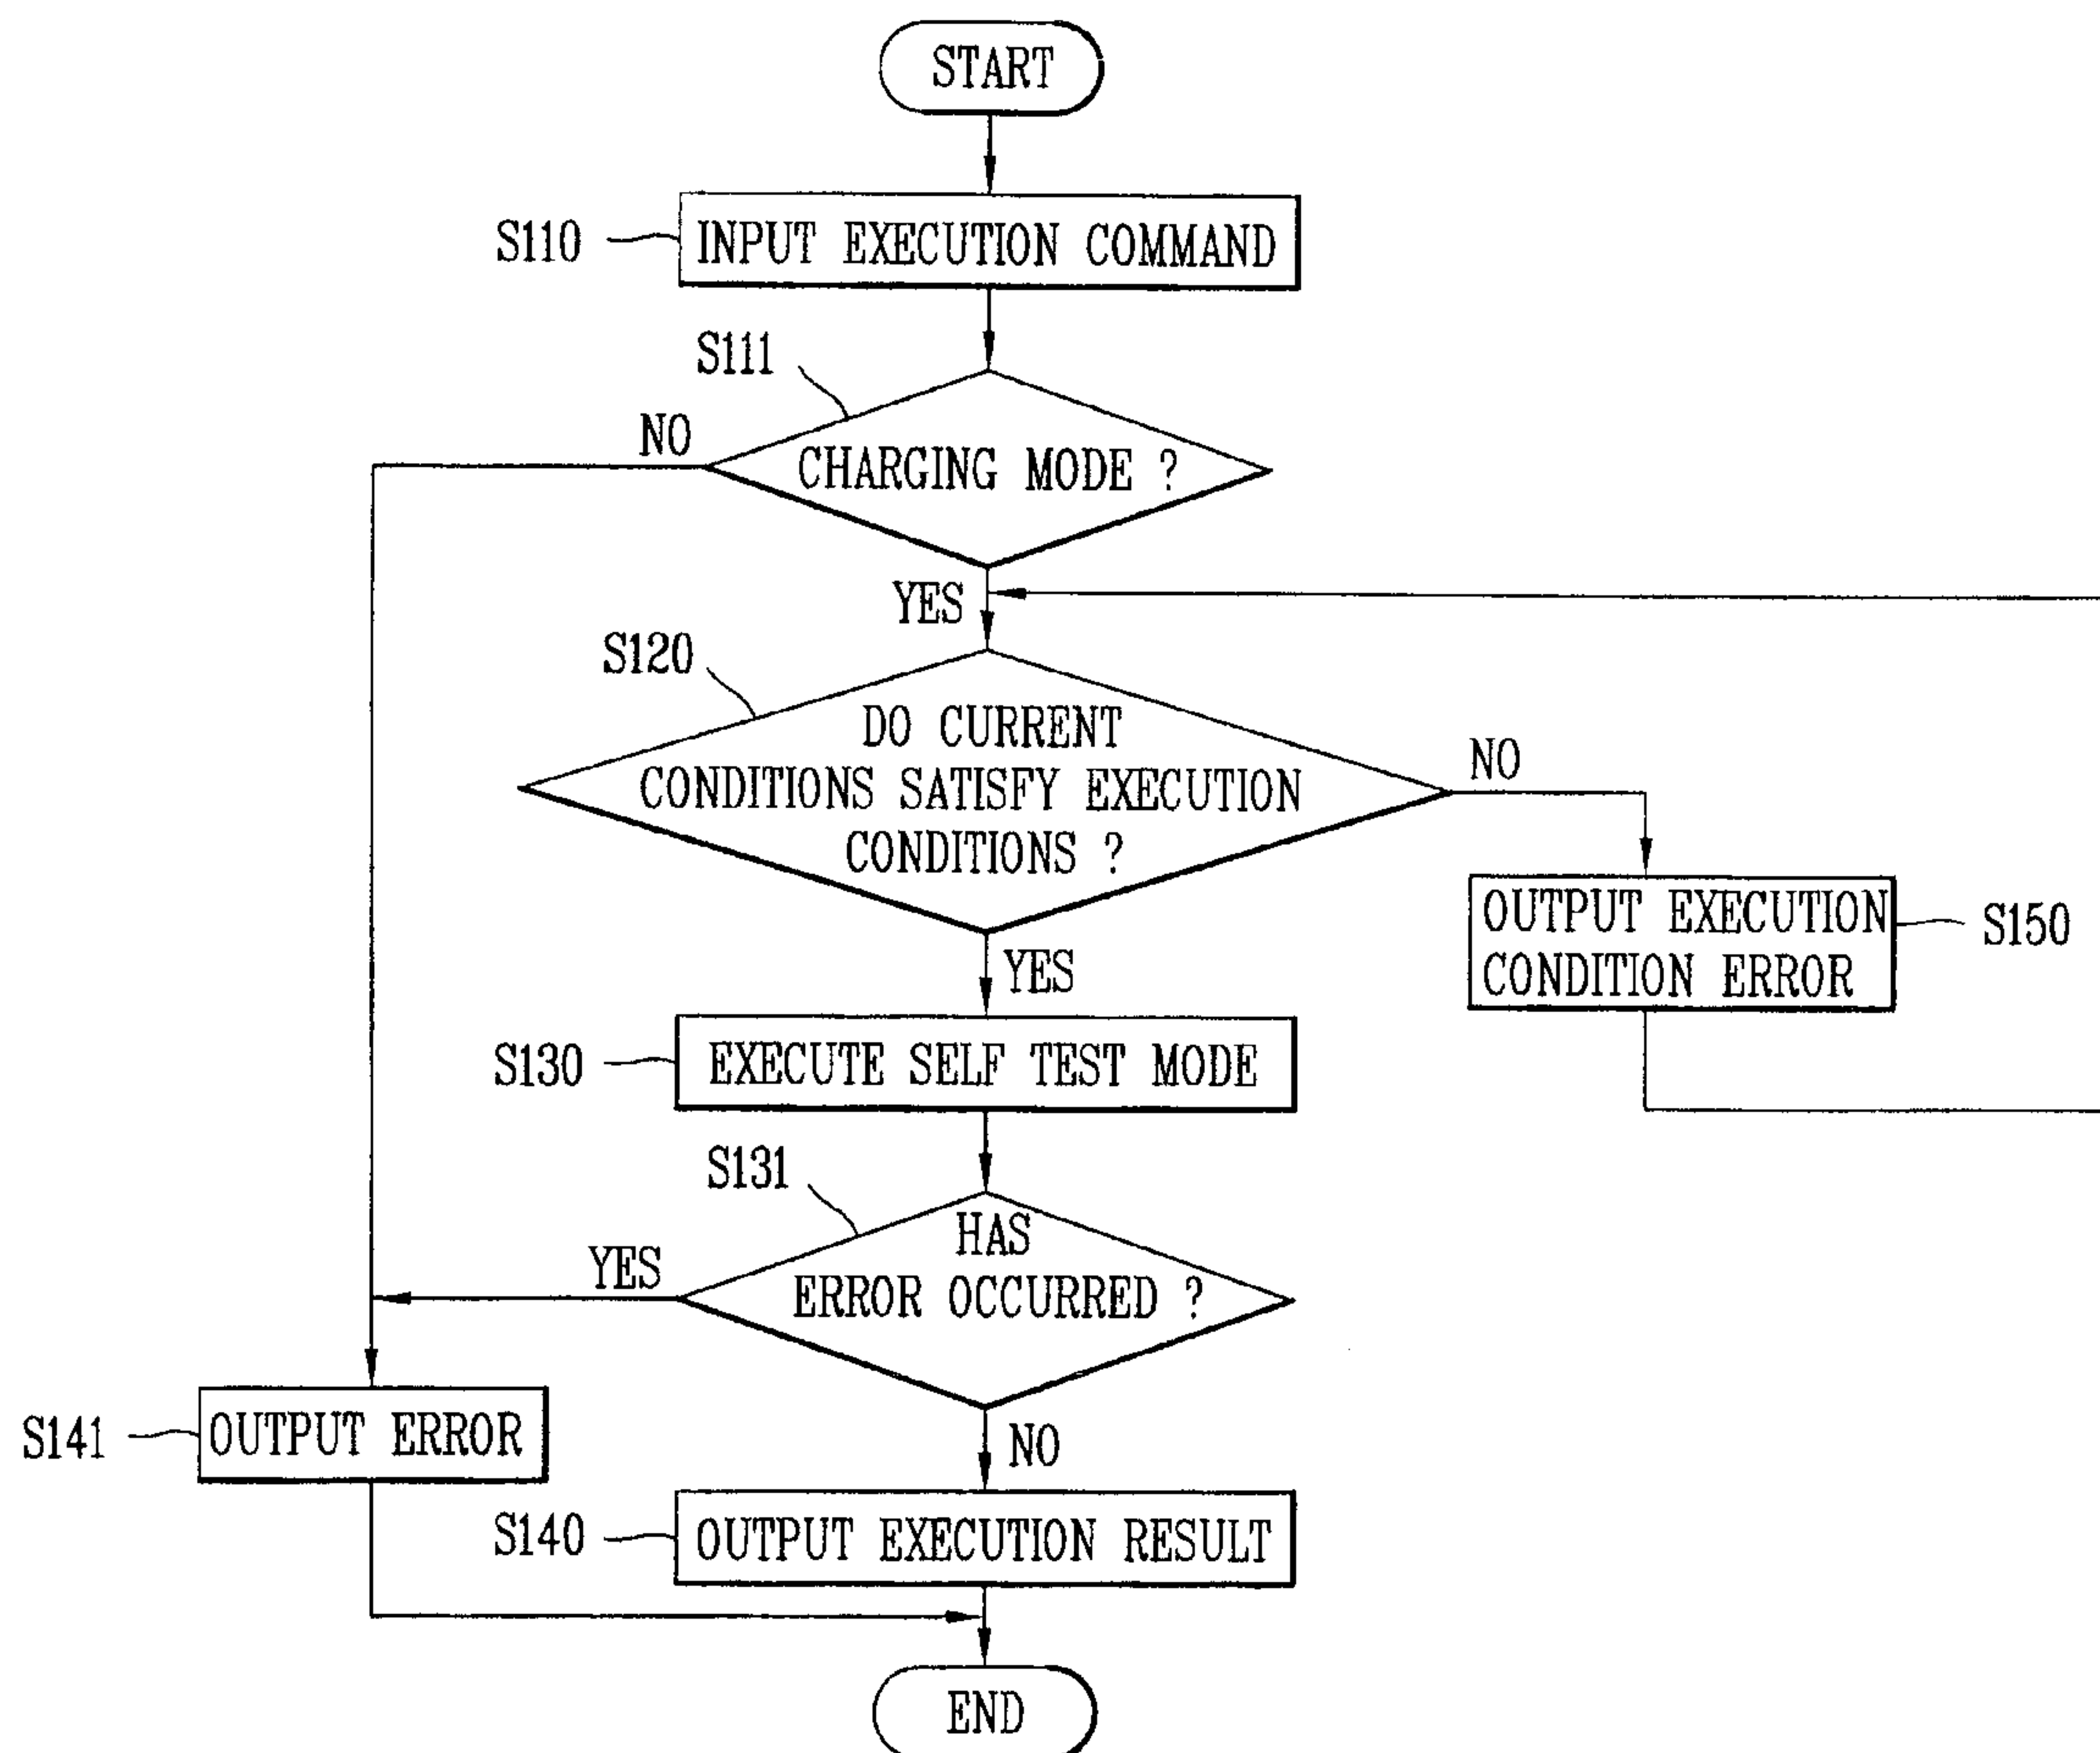 START
S110
INPUT EXECUTION COMMAND
S111
NO
CHARGING MODE ?
YES
S120
DO CURRENT
CONDITIONS SATISFY EXECUTION
CONDITIONS ?
NO
OUTPUT EXECUTION
CONDITION ERROR
S150
YES
S130
EXECUTE SELF TEST MODE
S131
YES
HAS
ERROR OCCURRED ?
S141
OUTPUT ERROR
NO
S140
OUTPUT EXECUTION RESULT
END